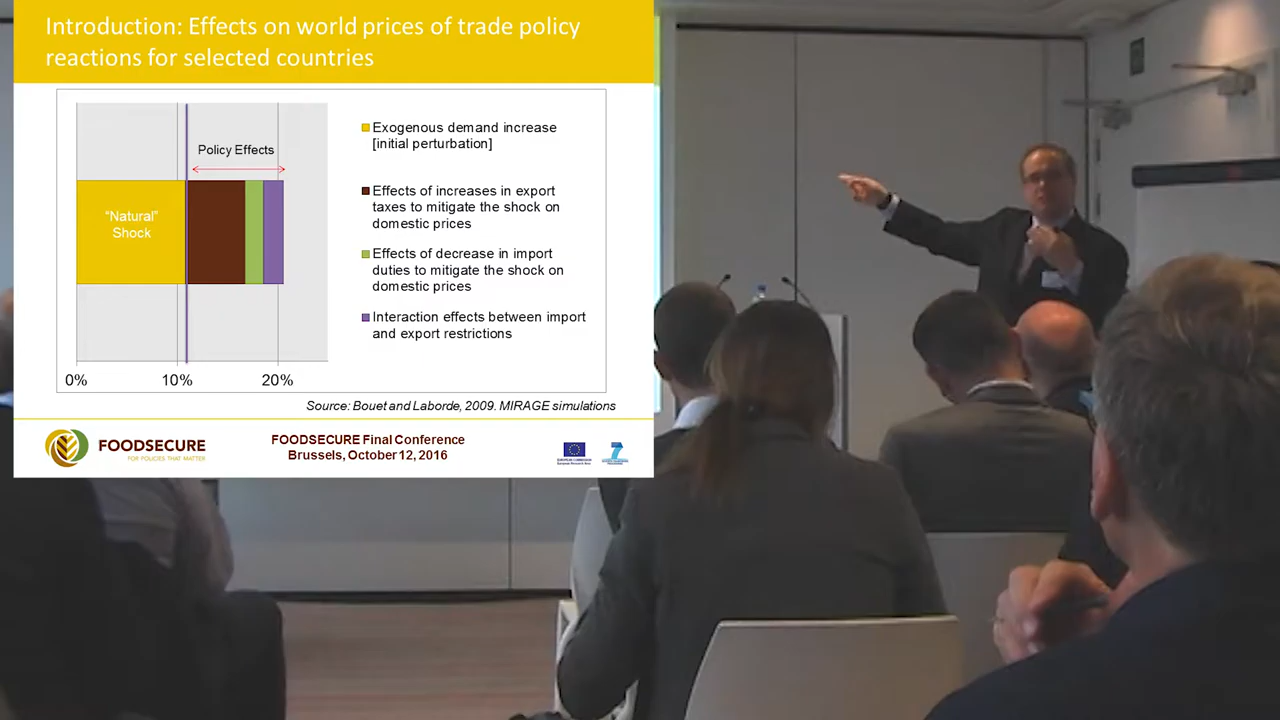 Introduction: Effects on world prices of trade policy
reactions for selected countries
Policy Effects
"Natural"
Shock
0%
10%
20%
Exogenous demand increase
[initial perturbation]
Effects of increases in export
taxes to mitigate the shock on
domestic prices
Effects of decrease in import
duties to mitigate the shock on
domestic prices
Interaction effects between import
and export restrictions
Source: Bouet and Laborde, 2009. MIRAGE simulations
FOODSECURE
FOR POLICIES THAT MATTER
FOODSECURE Final Conference
Brussels, October 12, 2016
EUROPEAN COMMISSION